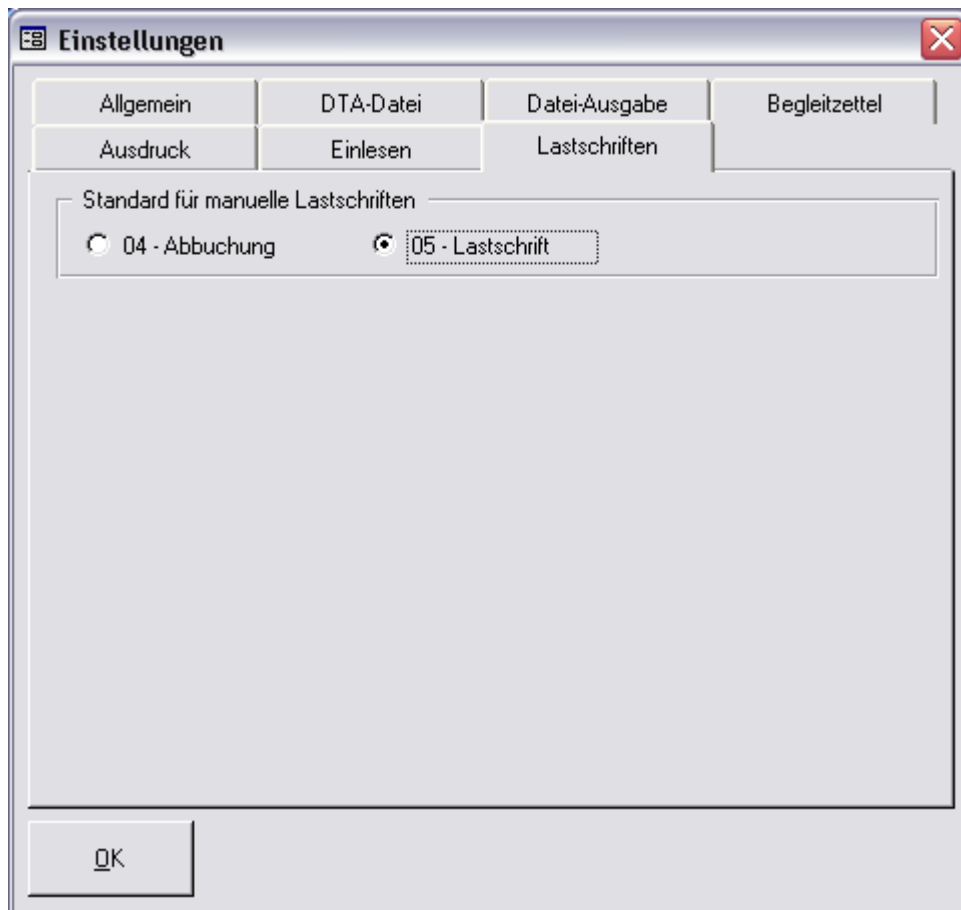 Einstellungen
Allgemein DTA-Datei Datei-Ausgabe Begleitzettel
Ausdruck Einlesen Lastschriften
Standard für manuelle Lastschriften
04 - Abbuchung 05 - Lastschrift
OK